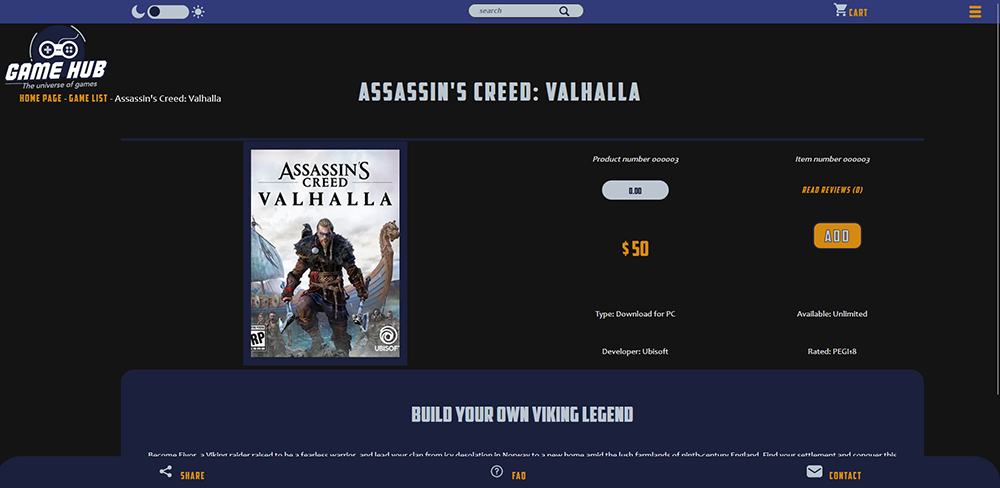 search
CART
GAME HUB
The universe of games
HOME PAGE - GAME LIST - Assassin's Creed: Valhalla
ASSASSIN'S CREED: VALHALLA
ASSASSIN'S
CREED
VALHALLA
RP
UBISOFT
Product number 000003
Item number 000003
0.00
READ REVIEWS (0)
$ 50
ADD
Type: Download for PC
Available: Unlimited
Developer: Ubisoft
Rated: PEGI18
BUILD YOUR OWN VIKING LEGEND
Become Eivor, a Viking raider raised to be a fearless warrior, and lead your clan from icy desolation in Norway to a new home amid the lush farmlands of ninth-century England. Find your settlement and conquer this
SHARE
FAQ
CONTACT